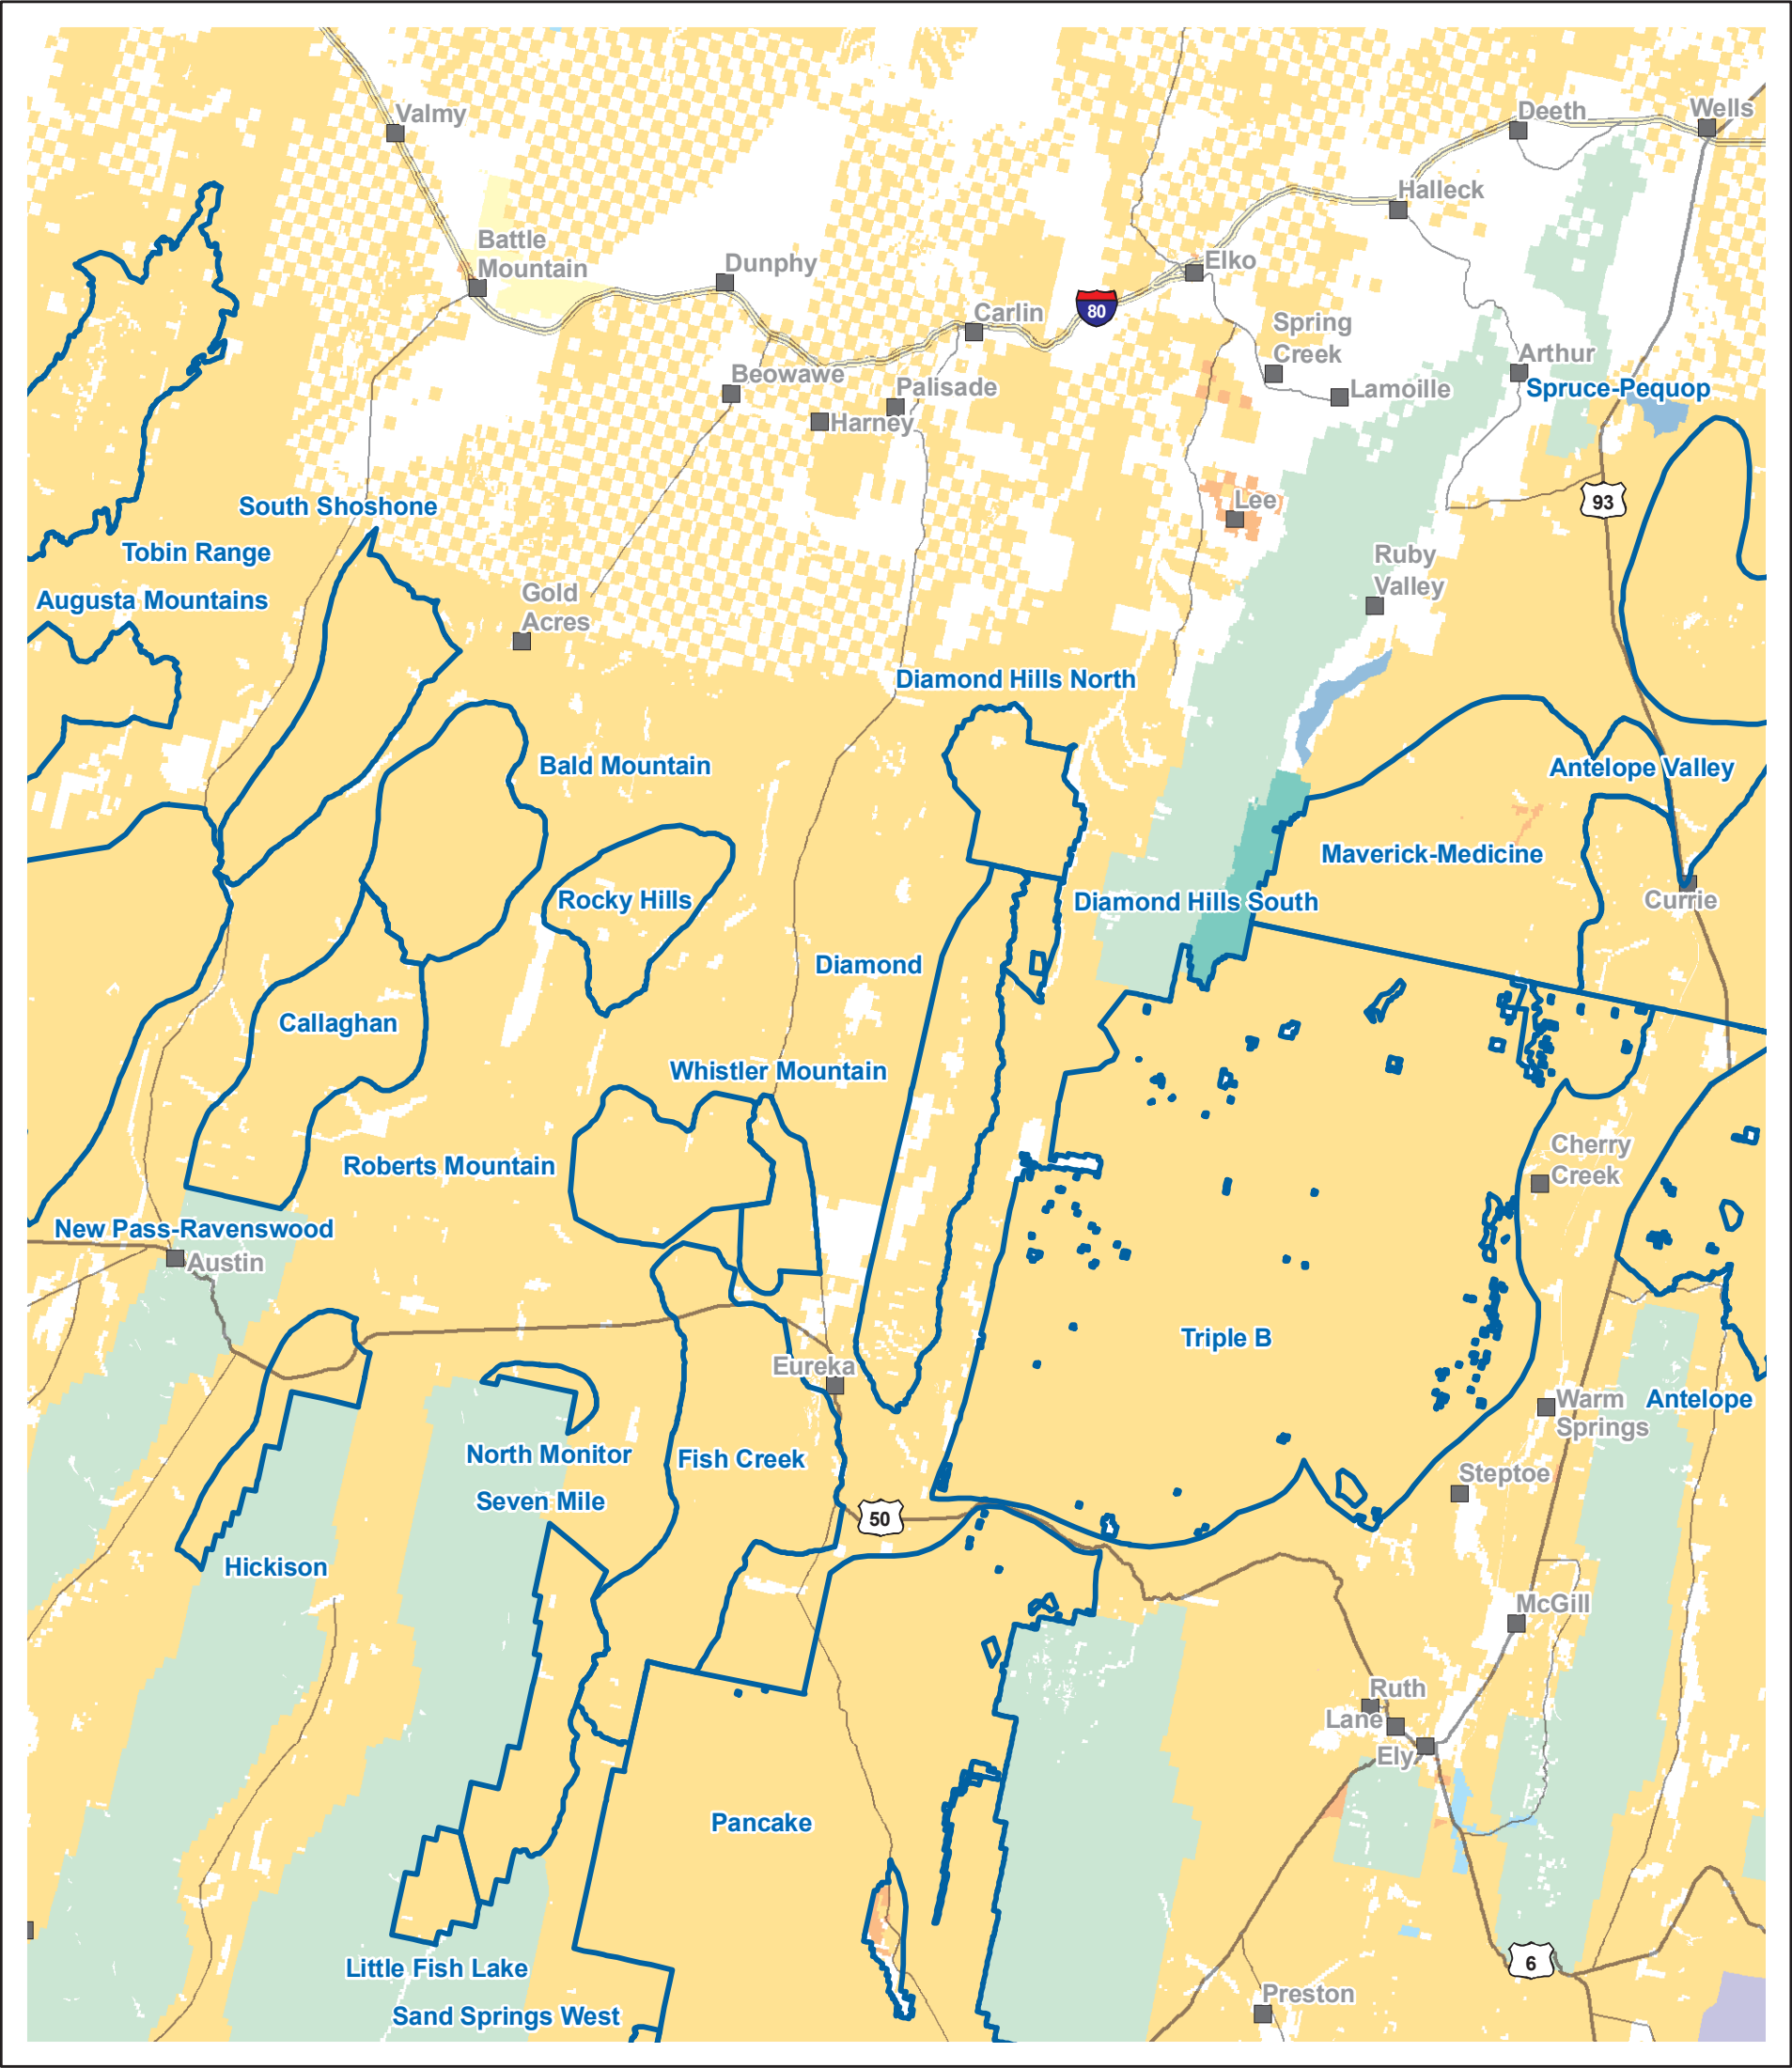 Valmy
Deeth
Wells
Halleck
Battle
Mountain
Dunphy
Elko
80
Carlin
Spring
Creek
Arthur
Beowawe
Palisade
Lamoille
Spruce-Pequop
Harney
South Shoshone
Lee
93
Tobin Range
Ruby
Valley
Augusta Mountains
Gold
Acres
Diamond Hills North
Bald Mountain
Antelope Valley
Maverick-Medicine
Rocky Hills
Diamond Hills South
Currie
Diamond
Callaghan
Whistler Mountain
Cherry
Creek
Roberts Mountain
New Pass-Ravenswood
Austin
Triple B
Eureka
Warm
Springs
Antelope
North Monitor
Fish Creek
Steptoe
Seven Mile
50
Hickison
McGill
Ruth
Lane
Ely
Pancake
6
Little Fish Lake
Preston
Sand Springs West